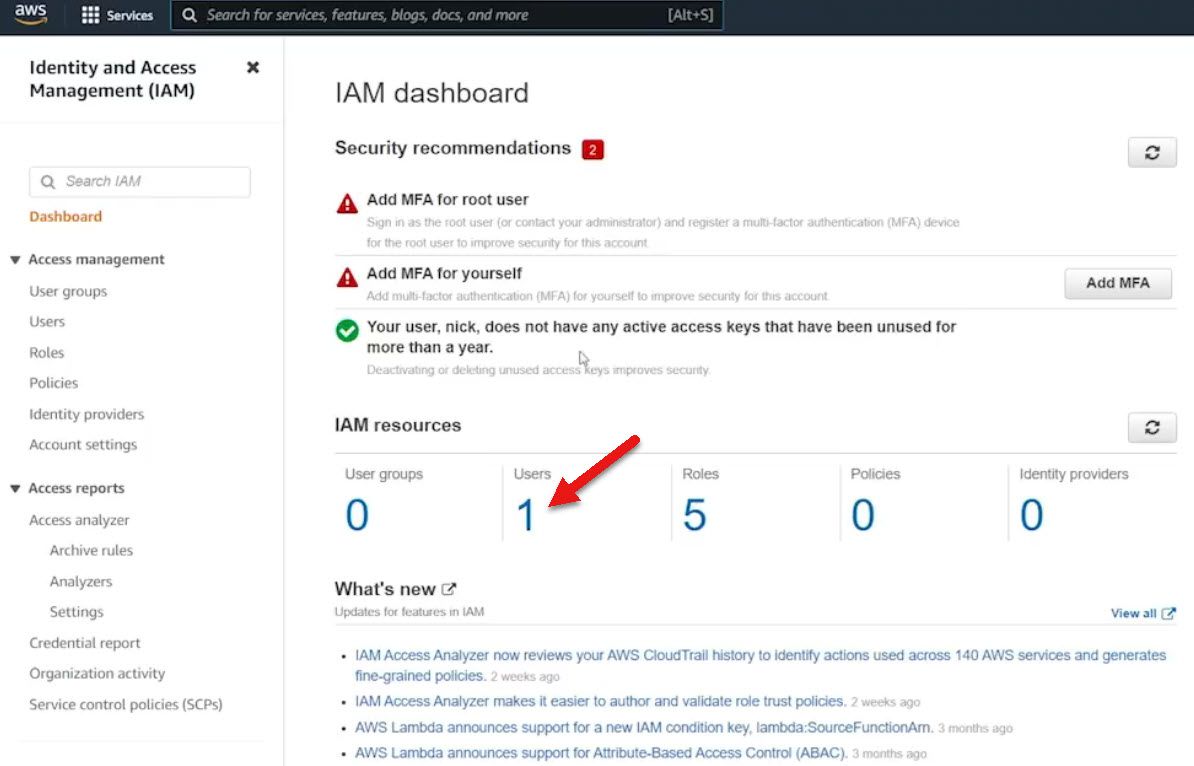 aws
Services
Search for services, features, blogs, docs, and more
[Alt+S]
Identity and Access
Management (IAM)
Search IAM
Dashboard
Access management
User groups
Users
Roles
Policies
Identity providers
Account settings
Access reports
Access analyzer
Archive rules
Analyzers
Settings
Credential report
Organization activity
Service control policies (SCPs)
IAM dashboard
Security recommendations 2
Add MFA for root user
Sign in as the root user (or contact your administrator) and register a multi-factor authentication (MFA) device
for the root user to improve security for this account.
Add MFA for yourself
Add multi-factor authentication (MFA) for yourself to improve security for this account.
Add MFA
Your user, nick, does not have any active access keys that have been unused for
more than a year.
Deactivating or deleting unused access keys improves security.
IAM resources
User groups
0
Users
1
Roles
5
Policies
0
Identity providers
0
What's new
Updates for features in IAM
View all
IAM Access Analyzer now reviews your AWS CloudTrail history to identify actions used across 140 AWS services and generates
fine-grained policies. 2 weeks ago
IAM Access Analyzer makes it easier to author and validate role trust policies. 2 weeks ago
AWS Lambda announces support for a new IAM condition key, lambda:SourceFunctionArn. 3 months ago
AWS Lambda announces support for Attribute-Based Access Control (ABAC). 3 months ago